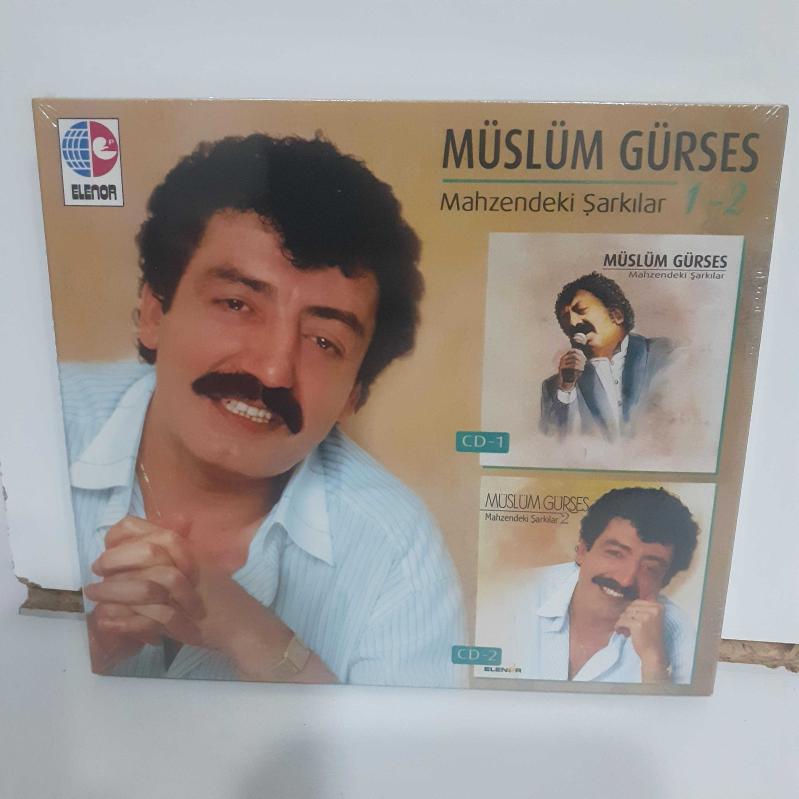 ELENOR
MÜSLÜM GÜRSES
Mahzendeki Şarkılar 1-2
MÜSLÜM GÜRSES
Mahzendeki Şarkılar
CD-1
MÜSLÜM GÜRSES
Mahzendeki Şarkılar 2
CD-2
ELENOR